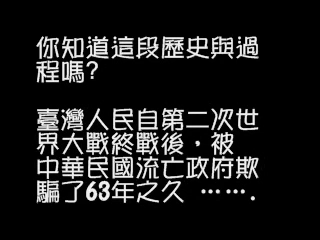 你知道這段歷史與過
程嗎?
臺灣人民自第二次世
界大戰終戰後，被
中華民國流亡政府欺
騙了63年之久 …….